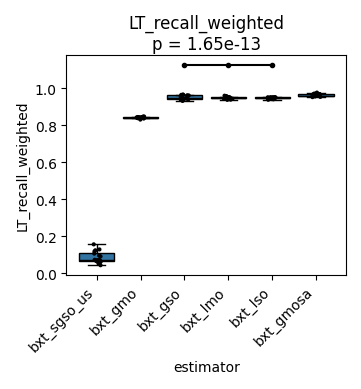 LT_recall_weighted
p = 1.65e-13
LT_recall_weighted
1.0
0.8
0.6
0.4
0.2
0.0
bxt_sgso_us
bxt_gmo
bxt_gso
bxt_lmo
bxt_lso
bxt_gmosa
estimator